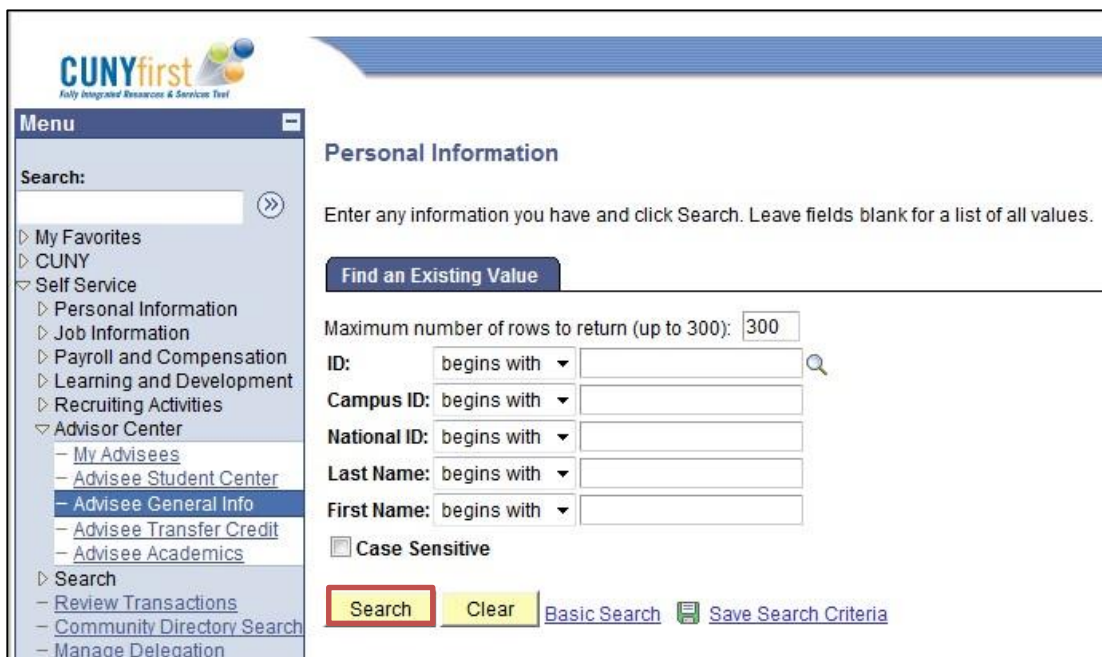 CUNYfirst
Fully Integrated Resources & Services Tool
Menu
Search:
My Favorites
CUNY
Self Service
Personal Information
Job Information
Payroll and Compensation
Learning and Development
Recruiting Activities
Advisor Center
My Advisees
Advisee Student Center
Advisee General Info
Advisee Transfer Credit
Advisee Academics
Search
Review Transactions
Community Directory Search
Manage Delegation
Personal Information
Enter any information you have and click Search. Leave fields blank for a list of all values.
Find an Existing Value
Maximum number of rows to return (up to 300): 300
ID: begins with
Campus ID: begins with
National ID: begins with
Last Name: begins with
First Name: begins with
Case Sensitive
Search Clear Basic Search Save Search Criteria